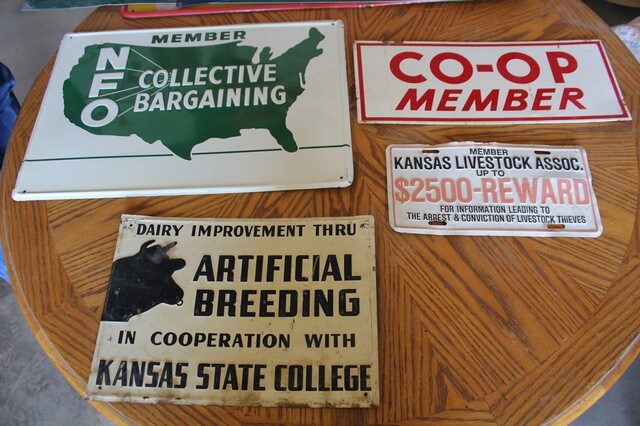 MEMBER
NFO
COLLECTIVE
BARGAINING
CO-OP
MEMBER
MEMBER
KANSAS LIVESTOCK ASSOC.
UP TO
$2500-REWARD
FOR INFORMATION LEADING TO
THE ARREST & CONVICTION OF LIVESTOCK THIEVES
DAIRY IMPROVEMENT THRU
ARTIFICIAL
BREEDING
IN COOPERATION WITH
KANSAS STATE COLLEGE